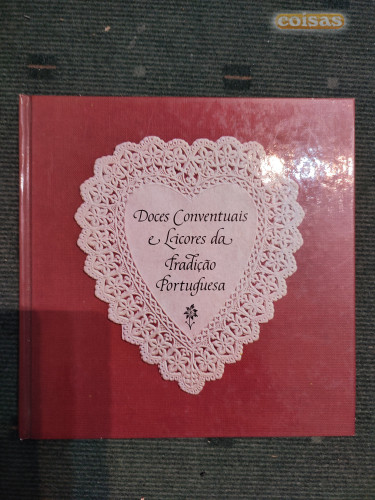 coisas
Doces Conventuais
e Licores da
Tradição
Portuguesa